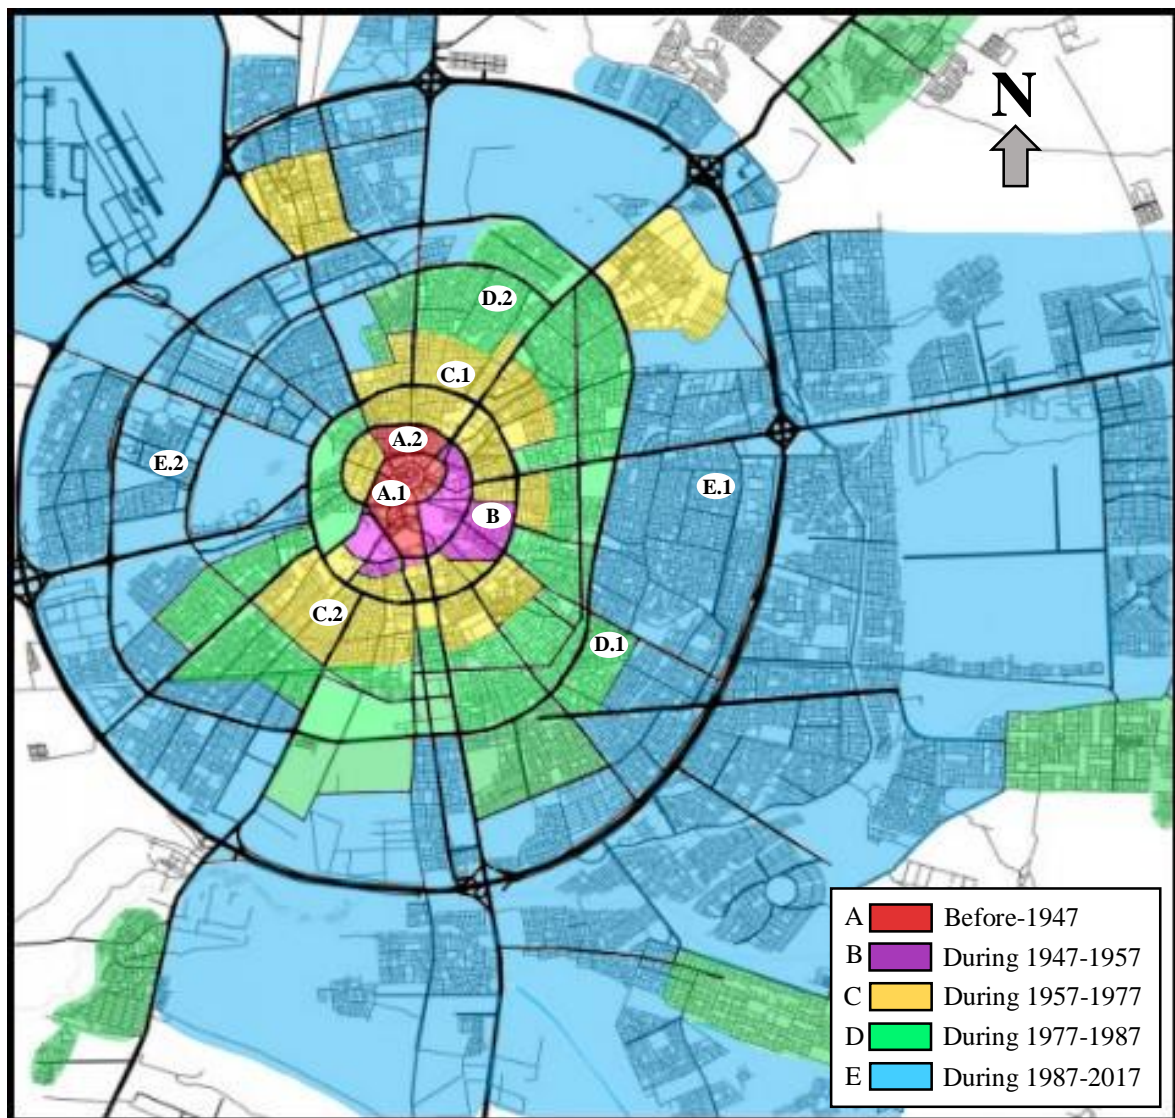 N
D.2
C.1
A.2
E.2
A.1
E.1
B
C.2
D.1
A Before-1947
B During 1947-1957
C During 1957-1977
D During 1977-1987
E During 1987-2017